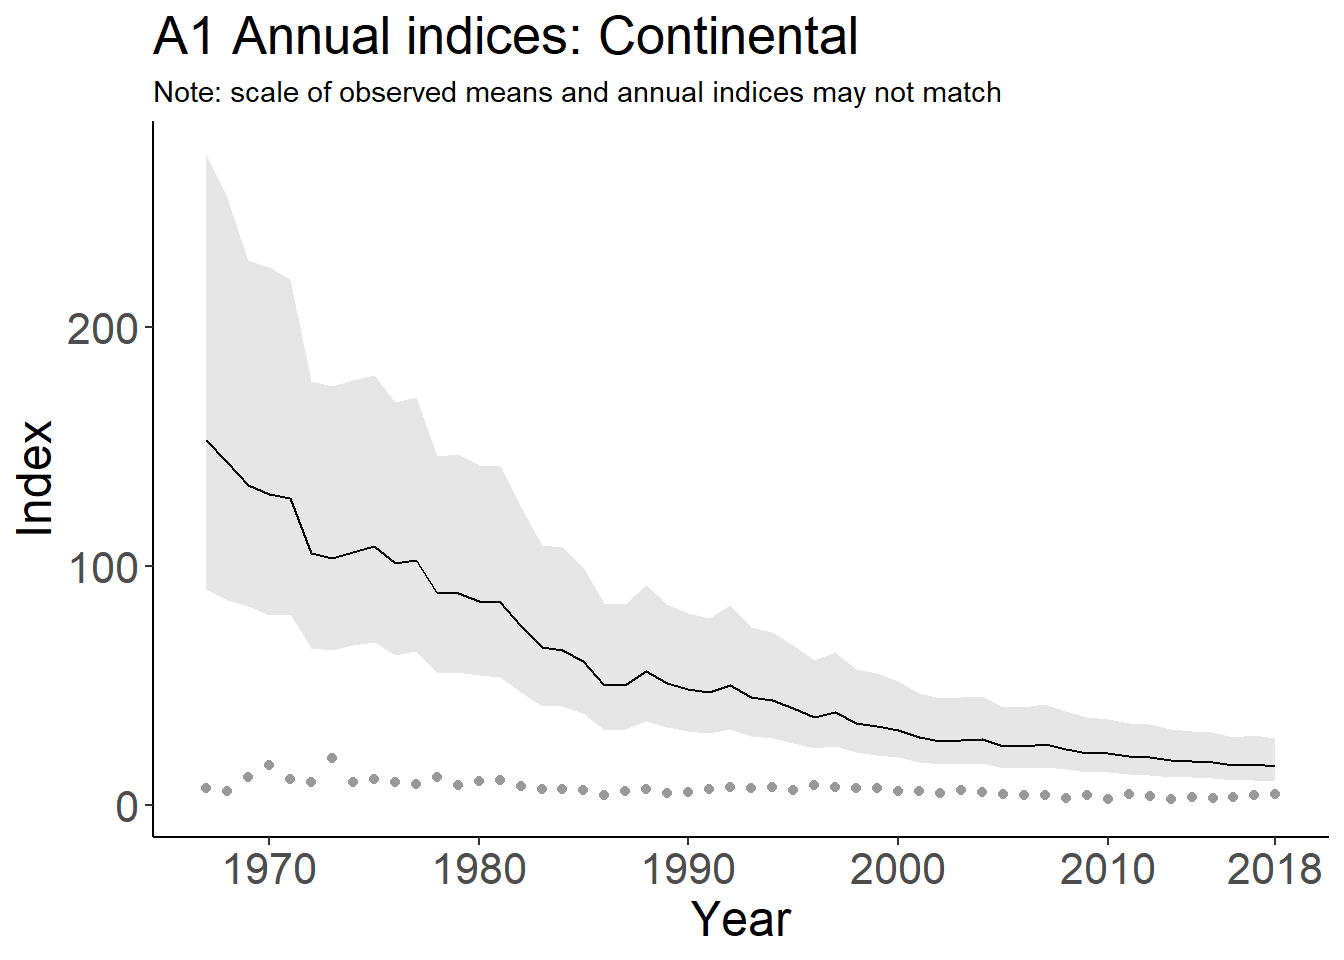 A1 Annual indices: Continental
Note: scale of observed means and annual indices may not match
Index
200
100
0
1970 1980 1990 2000 2010 2018
Year